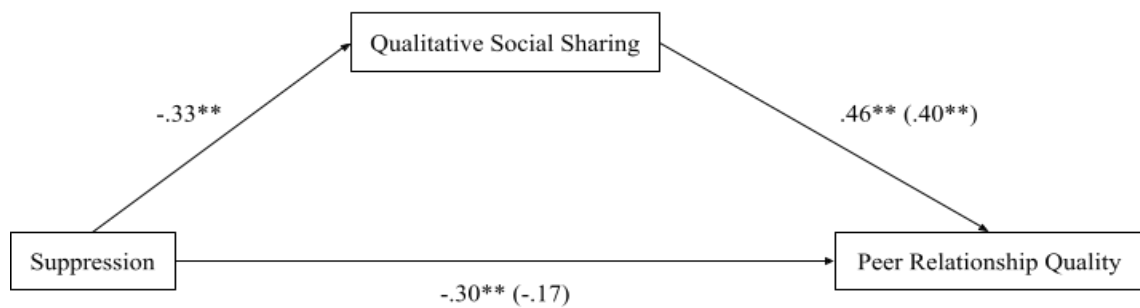 Qualitative Social Sharing
-.33**
.46** (.40**)
Suppression
Peer Relationship Quality
-.30** (-.17)